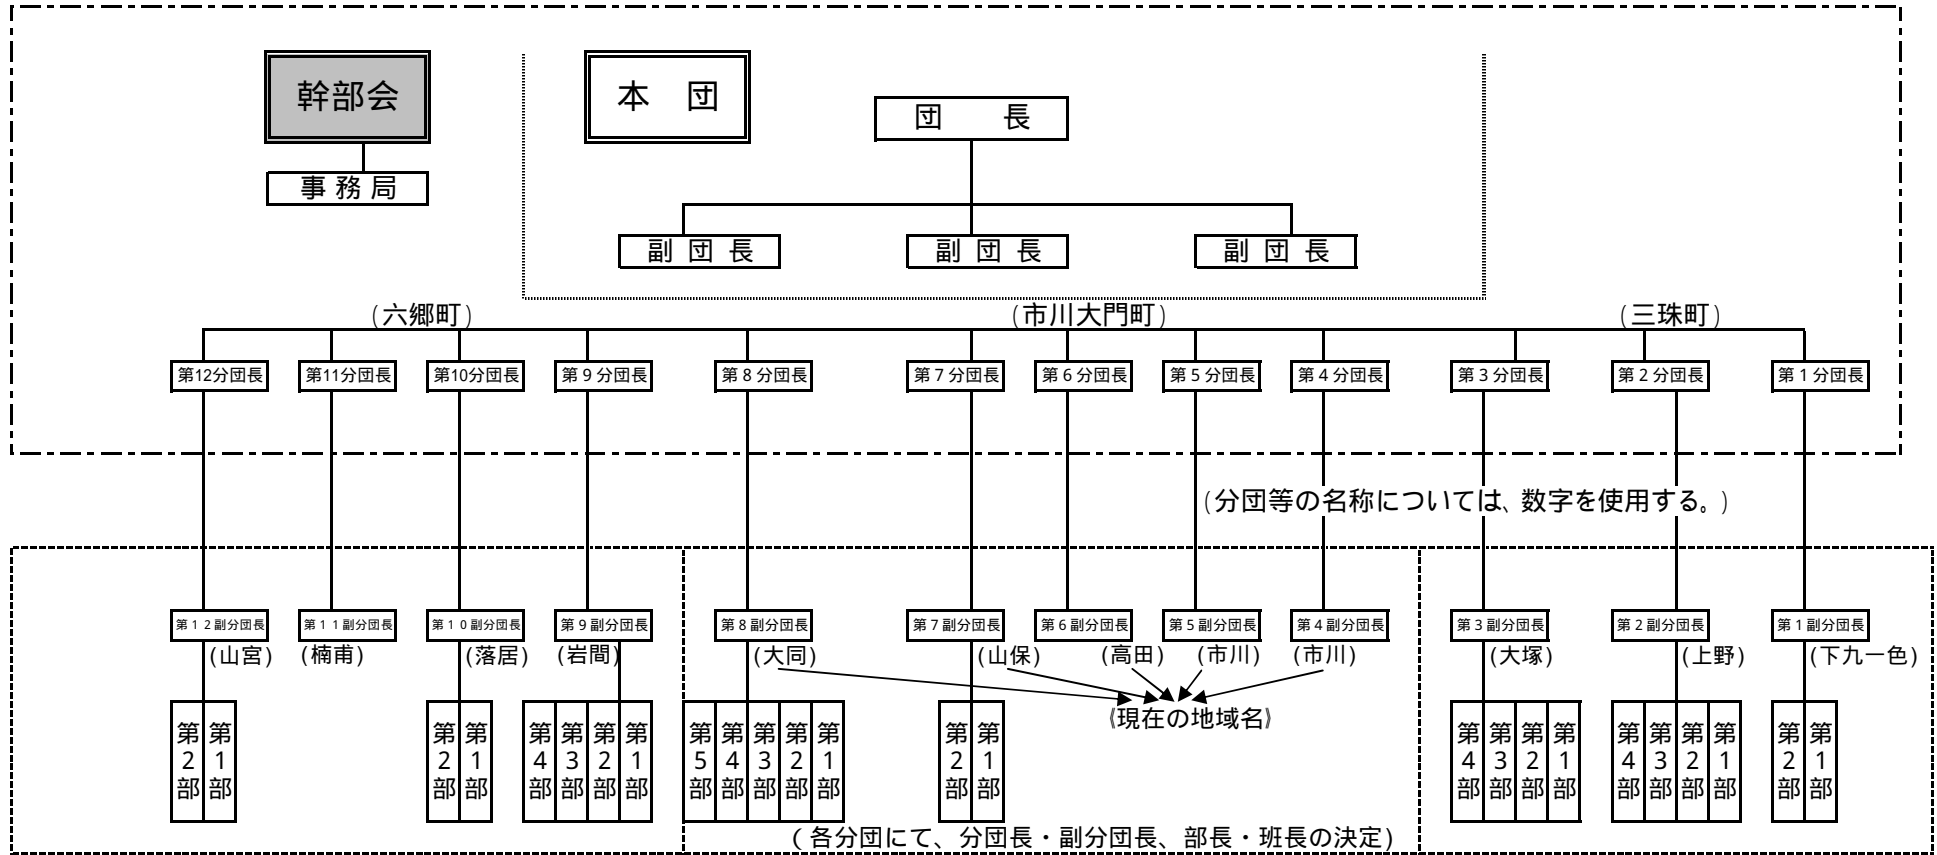 幹部会
本　団
団　　長
事 務 局
副 団 長
副 団 長
副 団 長
(六郷町)
(市川大門町)
(三珠町)
第12分団長
第11分団長
第10分団長
第９分団長
第８分団長
第７分団長
第６分団長
第５分団長
第４分団長
第３分団長
第２分団長
第１分団長
(分団等の名称については、数字を使用する。)
第１２副分団長
第１１副分団長
第１０副分団長
第９副分団長
第８副分団長
第７副分団長
第６副分団長
第５副分団長
第４副分団長
第３副分団長
第２副分団長
第１副分団長
(山宮)
(楠甫)
(落居)
(岩間)
(大同)
(山保)
(高田)
(市川)
(市川)
(大塚)
(上野)
(下九一色)
《現在の地域名》
第2部
第1部
第2部
第1部
第4部
第3部
第2部
第1部
第5部
第4部
第3部
第2部
第1部
第2部
第1部
第4部
第3部
第2部
第1部
第4部
第3部
第2部
第1部
第2部
第1部
(各分団にて、分団長・副分団長、部長・班長の決定)